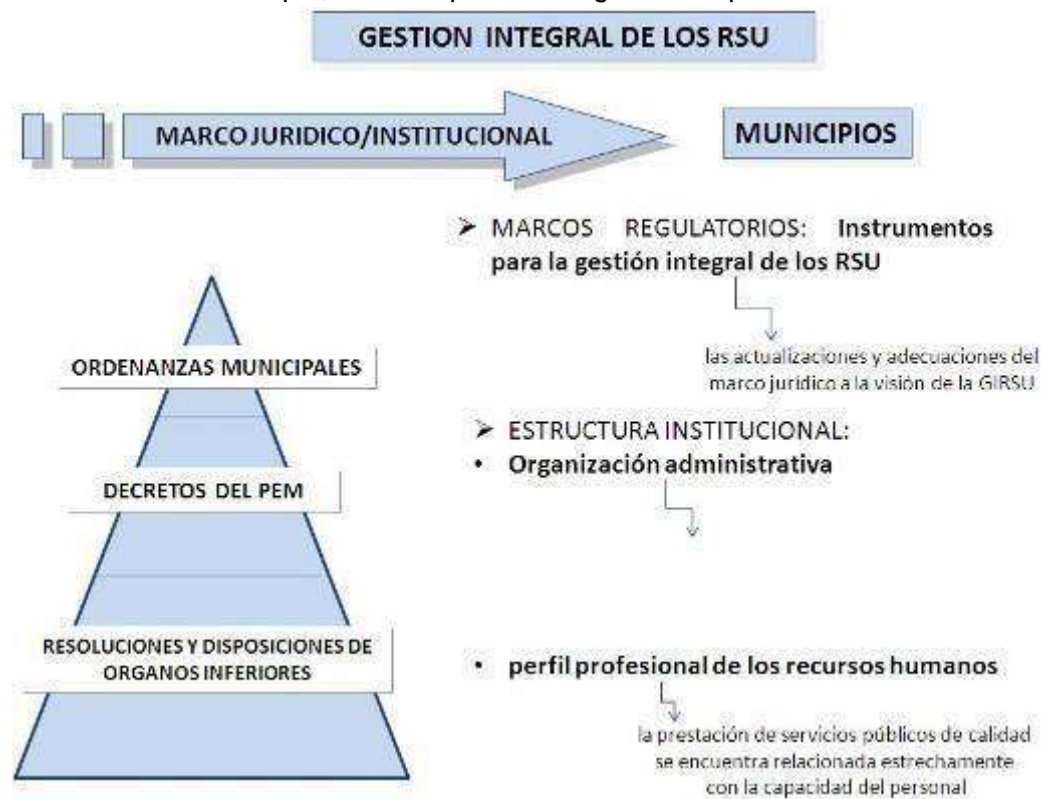 GESTION INTEGRAL DE LOS RSU
MARCO JURIDICO/INSTITUCIONAL
MUNICIPIOS
➤ MARCOS REGULATORIOS: Instrumentos
para la gestión integral de los RSU
las actualizaciones y adecuaciones del
marco jurídico a la visión de la GIRSU
➤ ESTRUCTURA INSTITUCIONAL:
• Organización administrativa
• perfil profesional de los recursos humanos
la prestación de servicios públicos de calidad
se encuentra relacionada estrechamente
con la capacidad del personal
ORDENANZAS MUNICIPALES
DECRETOS DEL PEM
RESOLUCIONES Y DISPOSICIONES DE
ORGANOS INFERIORES